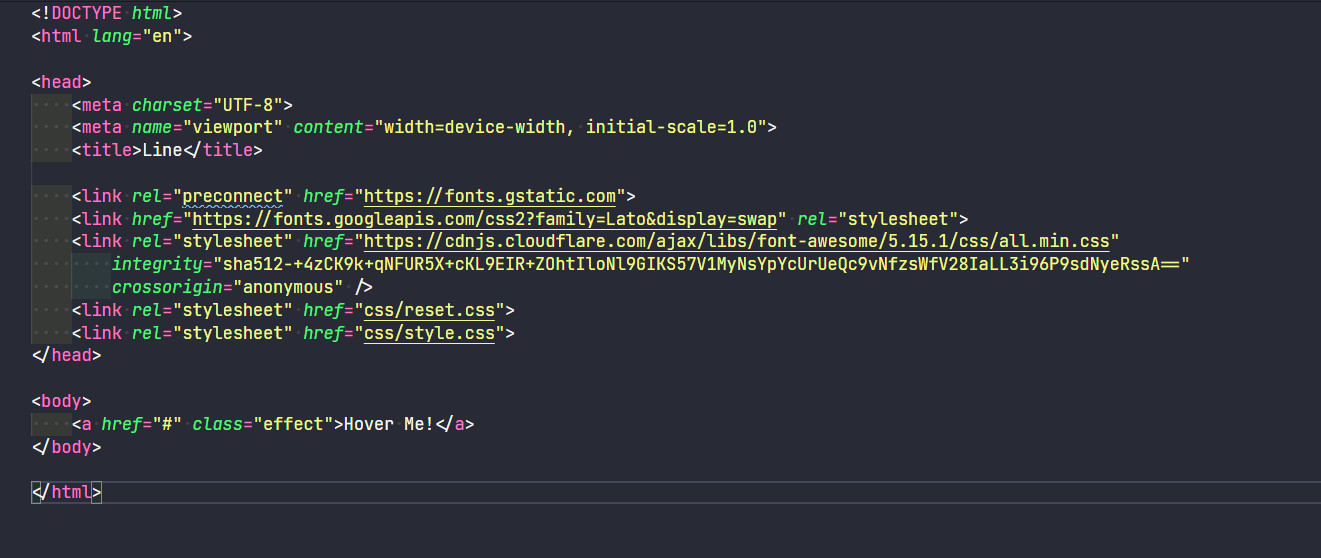 <!DOCTYPE html>
<html lang="en">
<head>
<meta charset="UTF-8">
<meta name="viewport" content="width=device-width, initial-scale=1.0">
<title>Line</title>
<link rel="preconnect" href="https://fonts.gstatic.com">
<link href="https://fonts.googleapis.com/css2?family=Lato&display=swap" rel="stylesheet">
<link rel="stylesheet" href="https://cdnjs.cloudflare.com/ajax/libs/font-awesome/5.15.1/css/all.min.css"
integrity="sha512-+4zCK9k+qNFUR5X+cKL9EIR+ZOhtIloNl9GIKS57V1MyNsYpYcUrUeQc9vNfzsWfV28IaLL3i96P9sdNyeRssA=="
crossorigin="anonymous" />
<link rel="stylesheet" href="css/reset.css">
<link rel="stylesheet" href="css/style.css">
</head>
<body>
<a href="#" class="effect">Hover Me!</a>
</body>
</html>